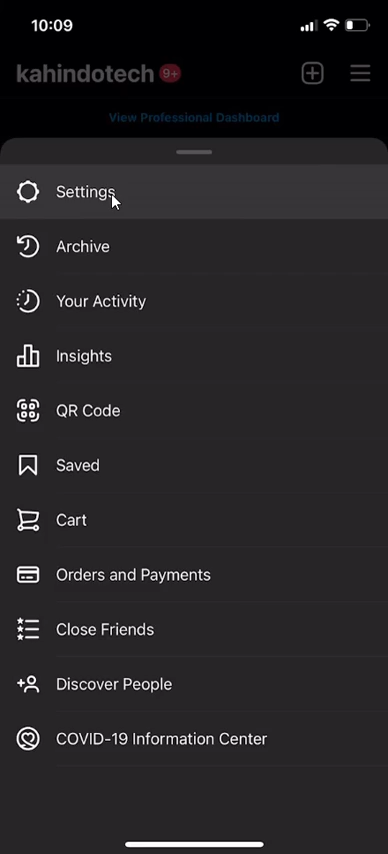 10:09
kahindotech 9+
View Professional Dashboard
Settings
Archive
Your Activity
Insights
QR Code
Saved
Cart
Orders and Payments
Close Friends
Discover People
COVID-19 Information Center